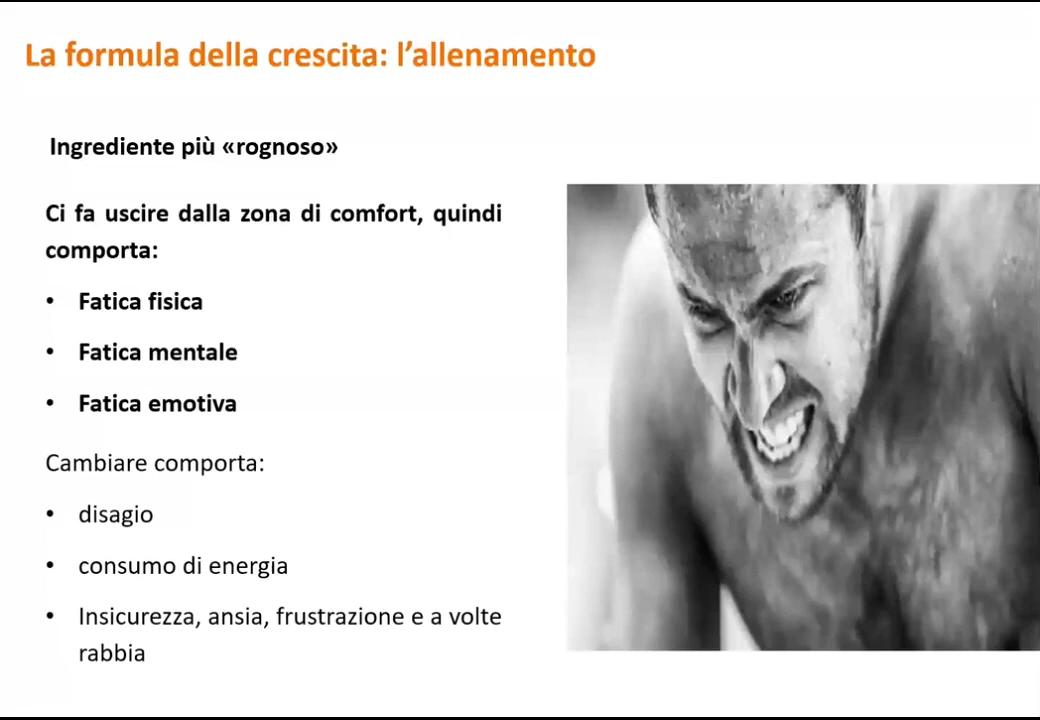 La formula della crescita: l’allenamento
Ingrediente più «rognoso»
Ci fa uscire dalla zona di comfort, quindi
comporta:
• Fatica fisica
• Fatica mentale
• Fatica emotiva
Cambiare comporta:
• disagio
• consumo di energia
• Insicurezza, ansia, frustrazione e a volte
rabbia